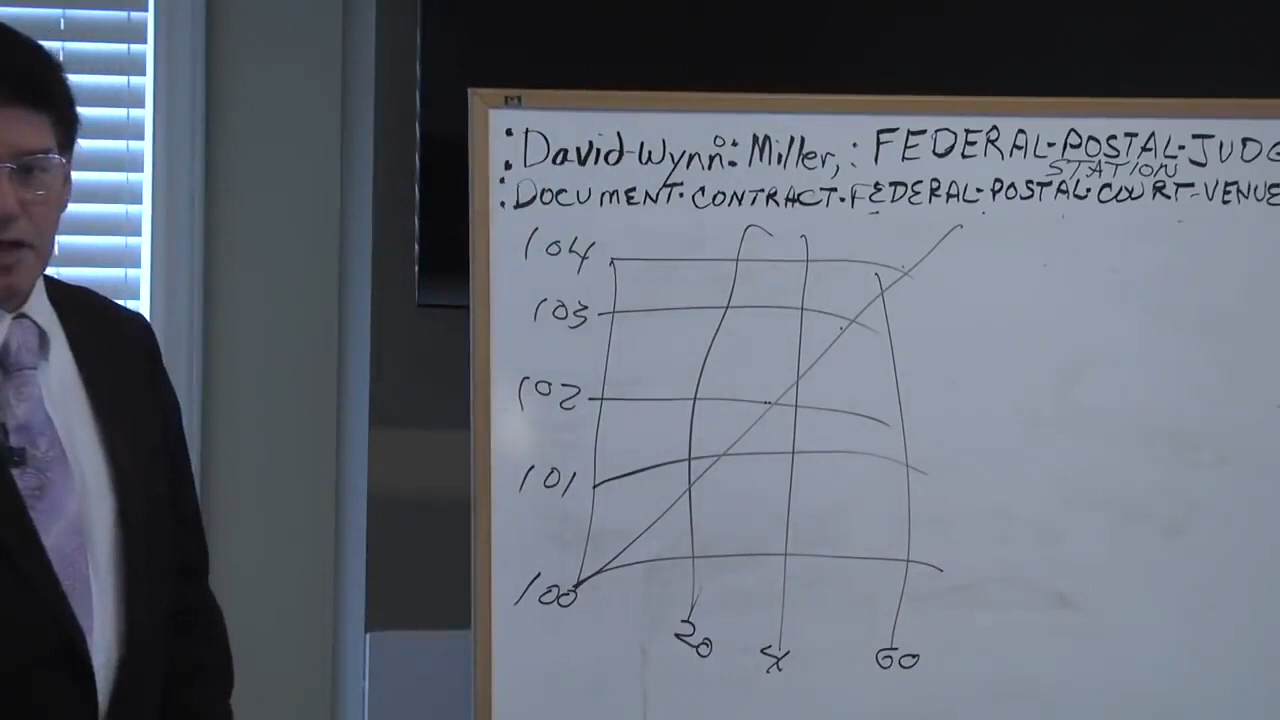 :David-Wynn:Miller,:FEDERAL-POSTAL-JUDG
STATION
:DOCUMENT-CONTRACT-FEDERAL-POSTAL-COURT-VENUE
104
103
102
101
100
20
60